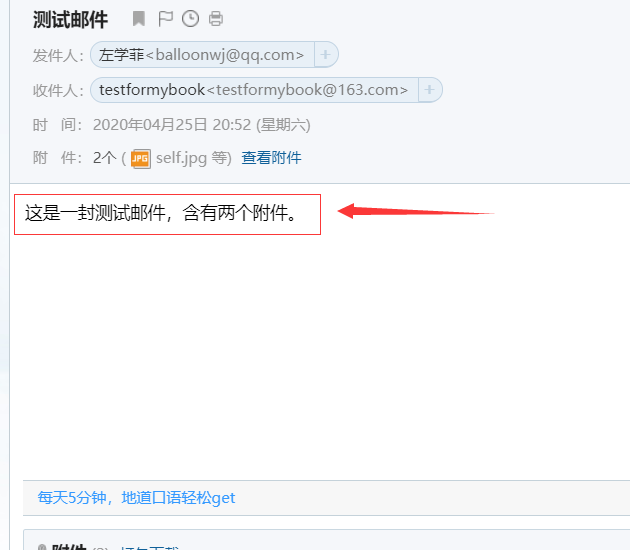 测试邮件
发件人： 左学菲<balloonwj@qq.com> +
收件人： testformybook<testformybook@163.com> +
时 间： 2020年04月25日 20:52 (星期六)
附 件： 2个 ( JPG self.jpg 等) 查看附件
这是一封测试邮件，含有两个附件。
每天5分钟，地道口语轻松get
附件